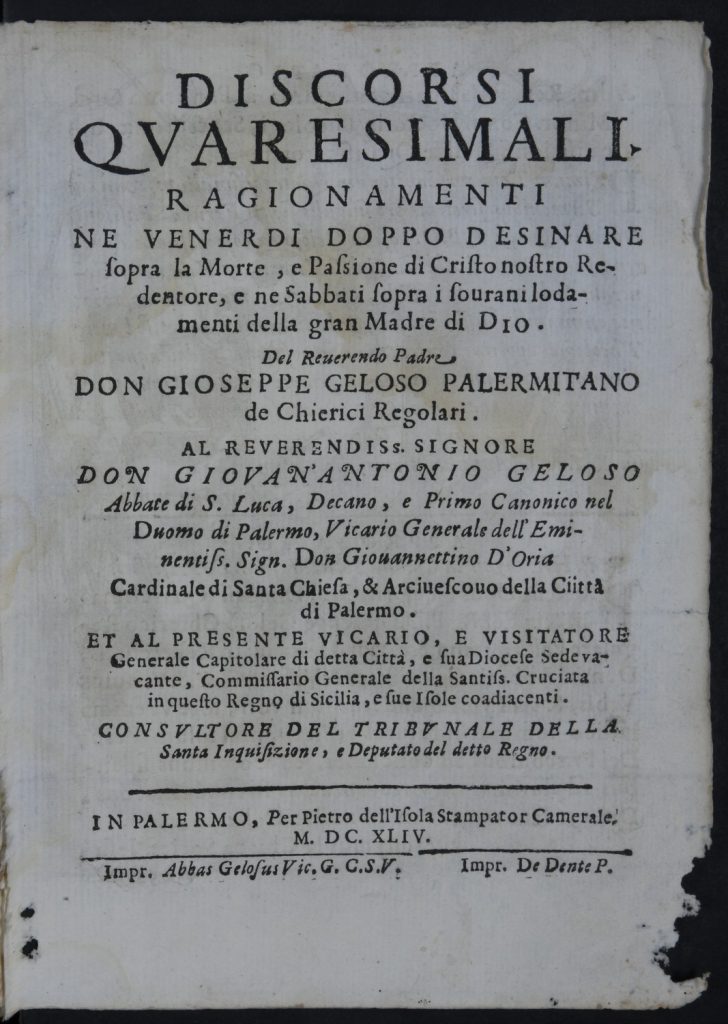 DISCORSI
QVARESIMALI.
RAGIONAMENTI
NE VENERDI DOPPO DESINARE
ſopra la Morte, e Paſsione di Criſto noſtro Re-
dentore, e ne Sabbati ſopra i ſourani loda-
menti della gran Madre di DIO.
Del Reuerendo Padre
DON GIOSEPPE GELOSO PALERMITANO
de Chierici Regolari.
AL REVERENDISs. SIGNORE
DON GIOVAN'ANTONIO GELOSO
Abbate di S. Luca, Decano, e Primo Canonico nel
Duomo di Palermo, Vicario Generale dell'Emi-
nentiſs. Sign. Don Giouannettino D'Oria
Cardinale di Santa Chieſa, & Arciueſcouo della Ciittà
di Palermo.
ET AL PRESENTE VICARIO, E VISITATORE
Generale Capitolare di detta Città, e ſua Dioceſe Sede va-
cante, Commiſſario Generale della Santiſs. Cruciata
in queſto Regno di Sicilia, e ſue Iſole coadiacenti.
CONSVLTORE DEL TRIBVNALE DELLA
Santa Inquiſizione, e Deputato del detto Regno.
IN PALERMO, Per Pietro dell'Iſola Stampator Camerale.
M. DC. XLIV.
Impr. Abbas Geloſus Vic. G. C.S.V. Impr. De Dente P.